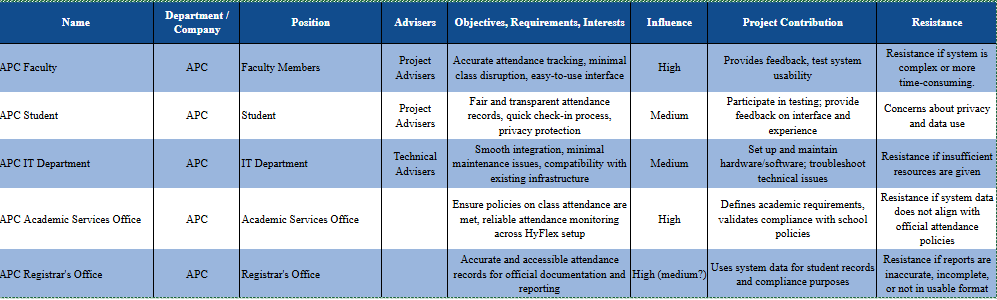 Name Department / Company Position Advisers Objectives, Requirements, Interests Influence Project Contribution Resistance
APC Faculty APC Faculty Members Project Advisers Accurate attendance tracking, minimal class disruption, easy-to-use interface High Provides feedback, test system usability Resistance if system is complex or more time-consuming.
APC Student APC Student Project Advisers Fair and transparent attendance records, quick check-in process, privacy protection Medium Participate in testing; provide feedback on interface and experience Concerns about privacy and data use
APC IT Department APC IT Department Technical Advisers Smooth integration, minimal maintenance issues, compatibility with existing infrastructure Medium Set up and maintain hardware/software; troubleshoot technical issues Resistance if insufficient resources are given
APC Academic Services Office APC Academic Services Office Ensure policies on class attendance are met, reliable attendance monitoring across HyFlex setup High Defines academic requirements, validates compliance with school policies Resistance if system data does not align with official attendance policies
APC Registrar's Office APC Registrar's Office Accurate and accessible attendance records for official documentation and reporting High (medium?) Uses system data for student records and compliance purposes Resistance if reports are inaccurate, incomplete, or not in usable format